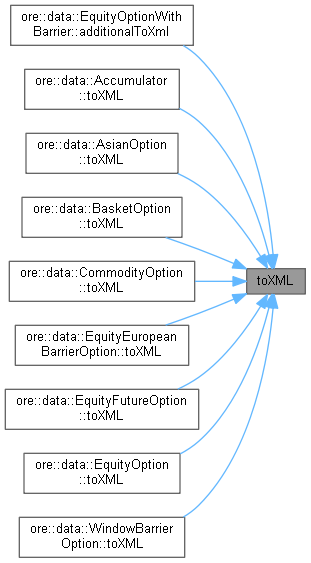 ore::data::EquityOptionWith
Barrier::additionalToXml
ore::data::Accumulator
::toXML
ore::data::AsianOption
::toXML
ore::data::BasketOption
::toXML
ore::data::CommodityOption
::toXML
toXML
ore::data::EquityEuropean
BarrierOption::toXML
ore::data::EquityFutureOption
::toXML
ore::data::EquityOption
::toXML
ore::data::WindowBarrier
Option::toXML